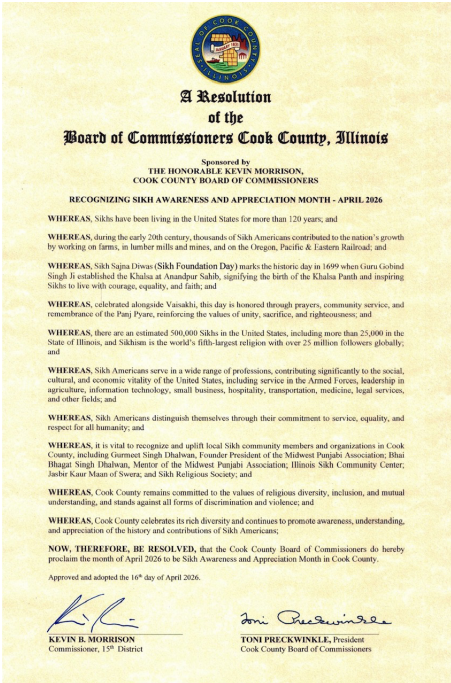 SEAL OF COOK COUNTY
ILLINOIS
A Resolution
of the
Board of Commissioners Cook County, Illinois
Sponsored by
THE HONORABLE KEVIN MORRISON,
COOK COUNTY BOARD OF COMMISSIONERS
RECOGNIZING SIKH AWARENESS AND APPRECIATION MONTH - APRIL 2026
WHEREAS, Sikhs have been living in the United States for more than 120 years; and
WHEREAS, during the early 20th century, thousands of Sikh Americans contributed to the nation's growth
by working on farms, in lumber mills and mines, and on the Oregon, Pacific & Eastern Railroad; and
WHEREAS, Sikh Sajna Diwas (Sikh Foundation Day) marks the historic day in 1699 when Guru Gobind
Singh Ji established the Khalsa at Anandpur Sahib, signifying the birth of the Khalsa Panth and inspiring
Sikhs to live with courage, equality, and faith; and
WHEREAS, celebrated alongside Vaisakhi, this day is honored through prayers, community service, and
remembrance of the Panj Pyare, reinforcing the values of unity, sacrifice, and righteousness; and
WHEREAS, there are an estimated 500,000 Sikhs in the United States, including more than 25,000 in the
State of Illinois, and Sikhism is the world's fifth-largest religion with over 25 million followers globally;
and
WHEREAS, Sikh Americans serve in a wide range of professions, contributing significantly to the social,
cultural, and economic vitality of the United States, including service in the Armed Forces, leadership in
agriculture, information technology, small business, hospitality, transportation, medicine, legal services,
and other fields; and
WHEREAS, Sikh Americans distinguish themselves through their commitment to service, equality, and
respect for all humanity; and
WHEREAS, it is vital to recognize and uplift local Sikh community members and organizations in Cook
County, including Gurmeet Singh Dhalwan, Founder President of the Midwest Punjabi Association; Bhai
Bhagat Singh Dhalwan, Mentor of the Midwest Punjabi Association; Illinois Sikh Community Center;
Jasbir Kaur Maan of Swera; and Sikh Religious Society; and
WHEREAS, Cook County remains committed to the values of religious diversity, inclusion, and mutual
understanding, and stands against all forms of discrimination and violence; and
WHEREAS, Cook County celebrates its rich diversity and continues to promote awareness, understanding,
and appreciation of the history and contributions of Sikh Americans;
NOW, THEREFORE, BE RESOLVED, that the Cook County Board of Commissioners do hereby
proclaim the month of April 2026 to be Sikh Awareness and Appreciation Month in Cook County.
Approved and adopted the 16th day of April 2026.
Toni Preckwinkle
KEVIN B. MORRISON
Commissioner, 15th District
TONI PRECKWINKLE, President
Cook County Board of Commissioners